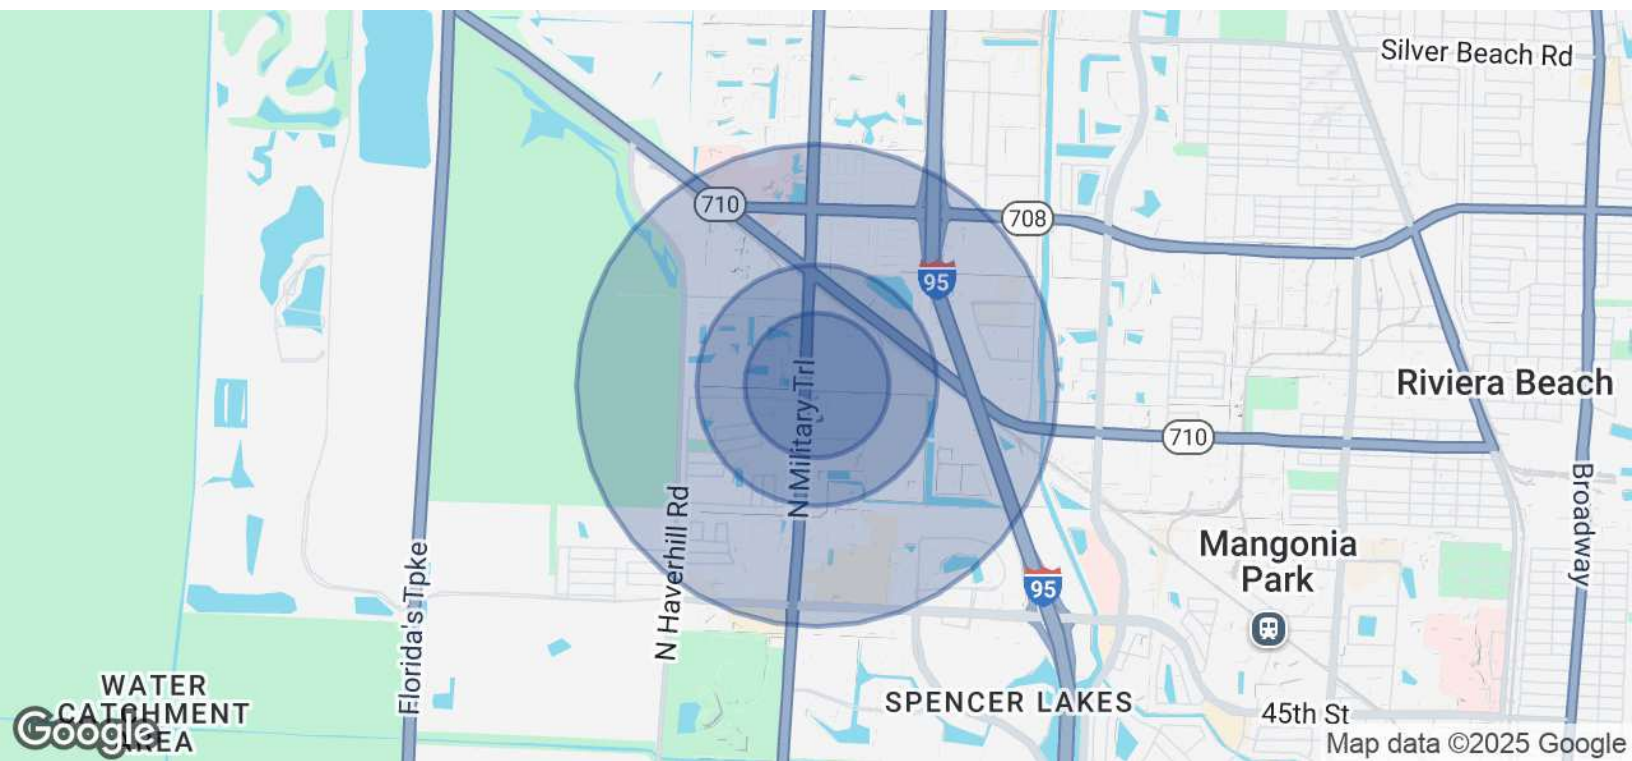 Silver Beach Rd
710
708
95
N Military Trl
Riviera Beach
710
Broadway
N Haverhill Rd
Florida's Tpke
Mangonia
Park
95
WATER
CATCHMENT
AREA
SPENCER LAKES
45th St
Google
Map data ©2025 Google